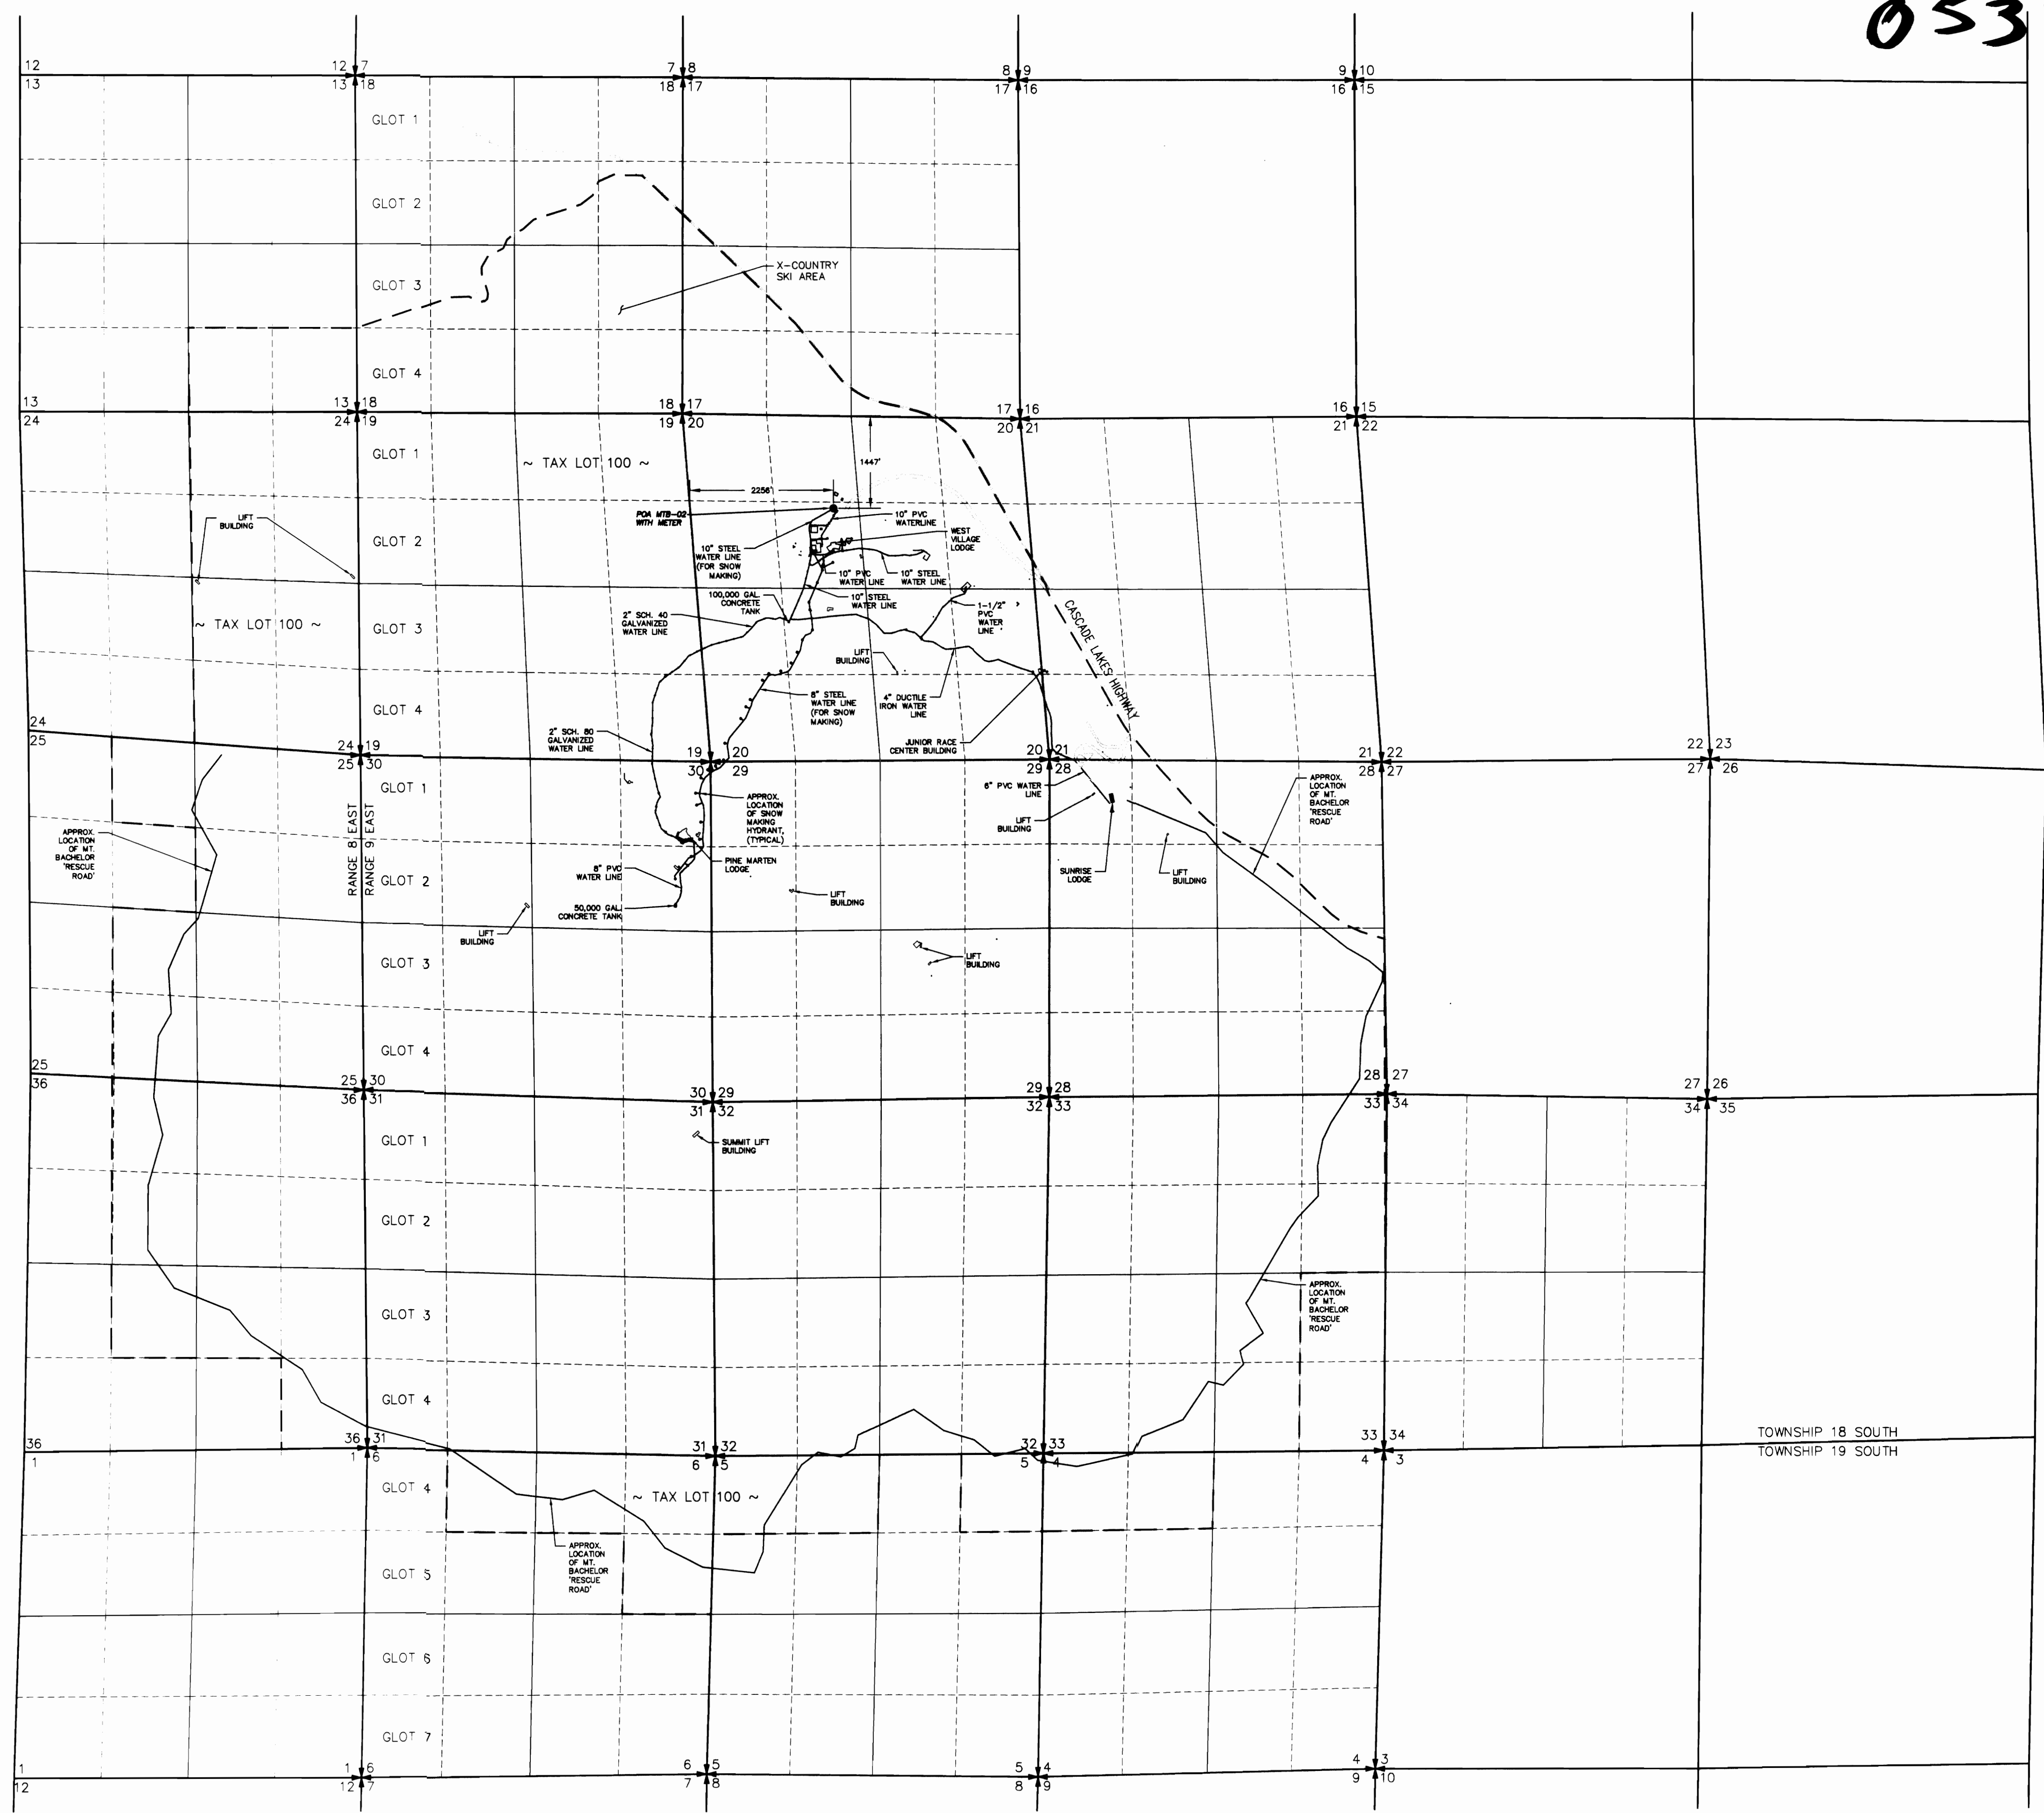 053
12
13
12 7
13 18
7 8
18 17
8 9
17 16
9 10
16 15
GLOT 1
GLOT 2
X-COUNTRY
SKI AREA
GLOT 3
GLOT 4
13
24
13 18
24 19
18 17
19 20
17 16
20 21
16 15
21 22
GLOT 1
~ TAX LOT 100 ~
1447'
2256'
POA MTB-02
WITH METER
10" PVC
WATERLINE
LIFT
BUILDING
WEST
VILLAGE
LODGE
GLOT 2
10" STEEL
WATER LINE
(FOR SNOW
MAKING)
10" PVC
WATER LINE
10" STEEL
WATER LINE
100,000 GAL.
CONCRETE
TANK
10" STEEL
WATER LINE
1-1/2"
PVC
WATER
LINE
2" SCH. 40
GALVANIZED
WATER LINE
~ TAX LOT 100 ~
GLOT 3
CASCADE LAKES HIGHWAY
LIFT
BUILDING
8" STEEL
WATER LINE
(FOR SNOW
MAKING)
4" DUCTILE
IRON WATER
LINE
GLOT 4
2" SCH. 80
GALVANIZED
WATER LINE
JUNIOR RACE
CENTER BUILDING
24
25
24 19
25 30
19 20
30 29
20 21
29 28
21 22
28 27
22 23
27 26
GLOT 1
6" PVC WATER
LINE
APPROX.
LOCATION
OF MT.
BACHELOR
'RESCUE
ROAD'
APPROX.
LOCATION
OF SNOW
MAKING
HYDRANT,
(TYPICAL)
LIFT
BUILDING
APPROX.
LOCATION
OF MT.
BACHELOR
'RESCUE
ROAD'
RANGE 8 EAST
RANGE 9 EAST
PINE MARTEN
LODGE
8" PVC
WATER LINE
SUNRISE
LODGE
LIFT
BUILDING
GLOT 2
LIFT
BUILDING
50,000 GAL.
CONCRETE TANK
LIFT
BUILDING
GLOT 3
LIFT
BUILDING
GLOT 4
25
36
25 30
36 31
30 29
31 32
29 28
32 33
28 27
33 34
27 26
34 35
GLOT 1
SUMMIT LIFT
BUILDING
GLOT 2
GLOT 3
APPROX.
LOCATION
OF MT.
BACHELOR
'RESCUE
ROAD'
GLOT 4
36
1
36 31
1 6
31 32
6 5
32 33
5 4
33 34
4 3
TOWNSHIP 18 SOUTH
TOWNSHIP 19 SOUTH
GLOT 4
~ TAX LOT 100 ~
APPROX.
LOCATION
OF MT.
BACHELOR
'RESCUE
ROAD'
GLOT 5
GLOT 6
GLOT 7
1
12
1 6
12 7
6 5
7 8
5 4
8 9
4 3
9 10